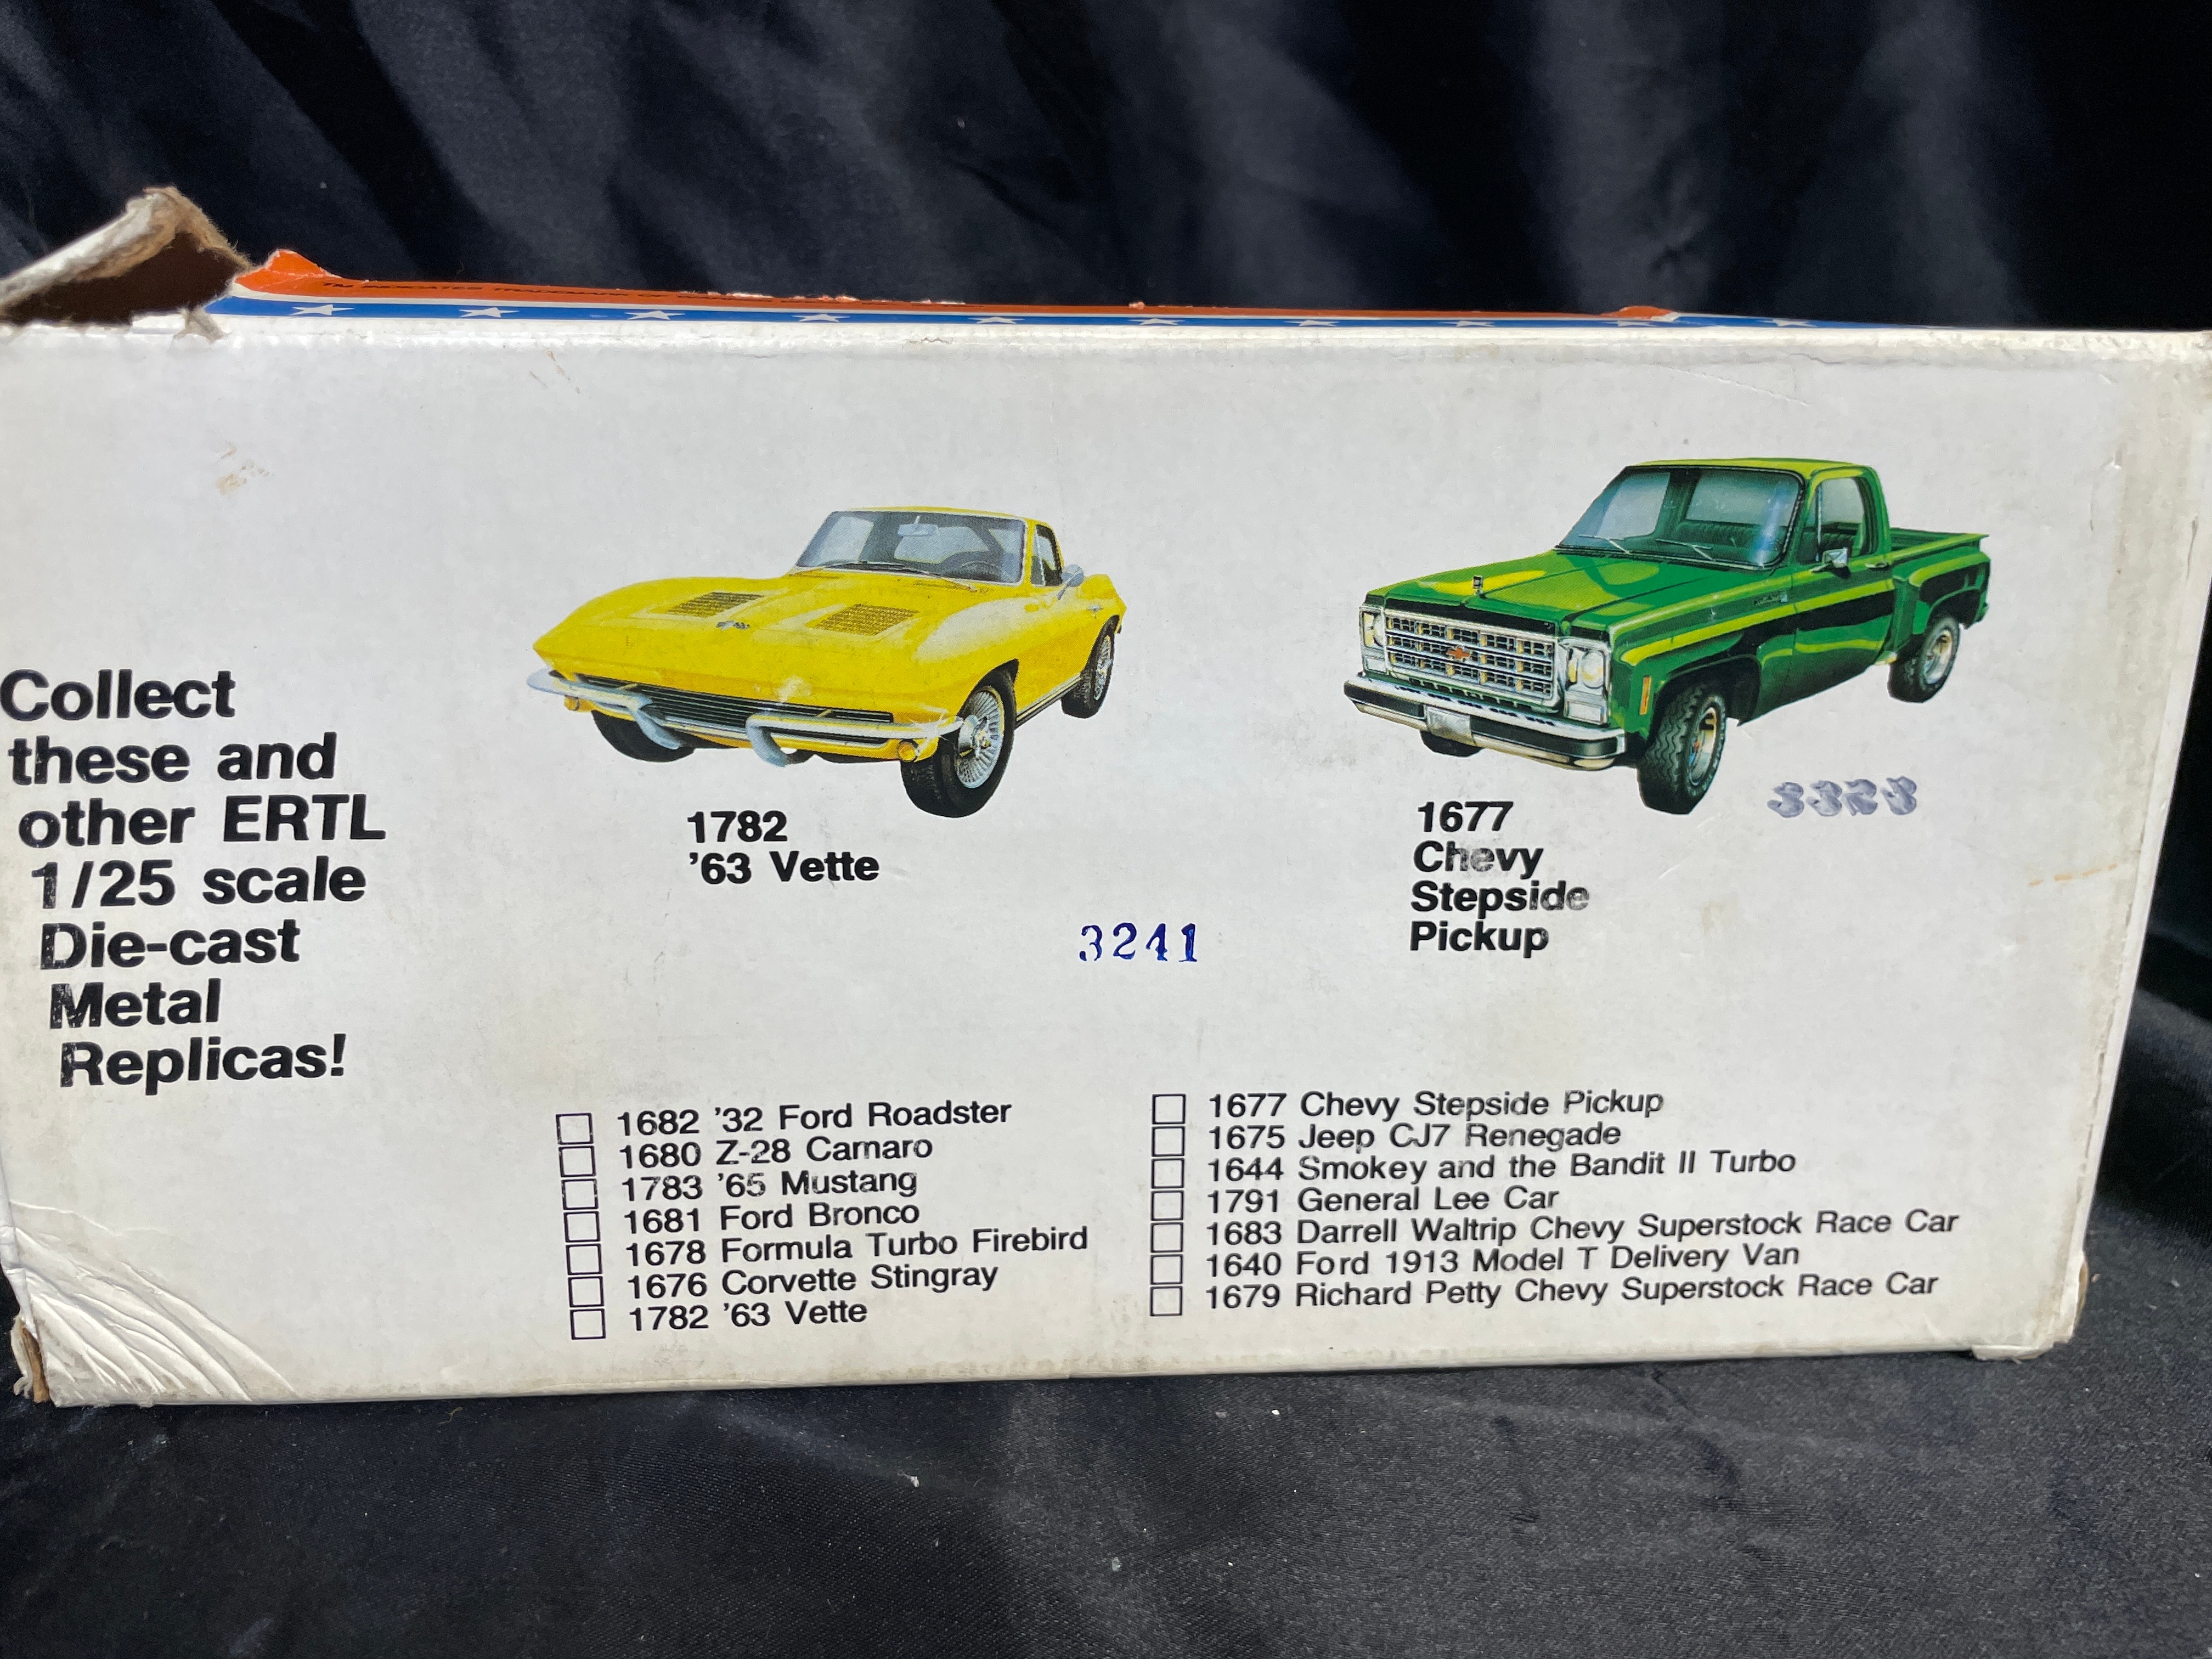 Collect
these and
other ERTL
1/25 scale
Die-cast
Metal
Replicas!
1782
'63 Vette
1677
Chevy
Stepside
Pickup
3241
1682 '32 Ford Roadster
1680 Z-28 Camaro
1783 '65 Mustang
1681 Ford Bronco
1678 Formula Turbo Firebird
1676 Corvette Stingray
1782 '63 Vette
1677 Chevy Stepside Pickup
1675 Jeep CJ7 Renegade
1644 Smokey and the Bandit II Turbo
1791 General Lee Car
1683 Darrell Waltrip Chevy Superstock Race Car
1640 Ford 1913 Model T Delivery Van
1679 Richard Petty Chevy Superstock Race Car